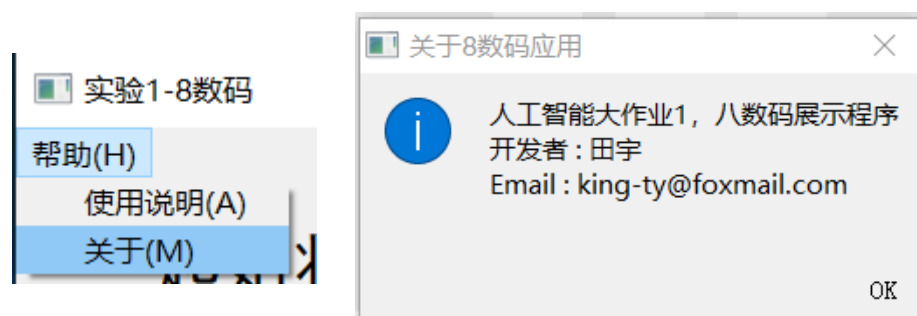 实验1-8数码
帮助(H)
使用说明(A)
关于(M)
关于8数码应用
人工智能大作业1，八数码展示程序
开发者 : 田宇
Email : king-ty@foxmail.com
OK